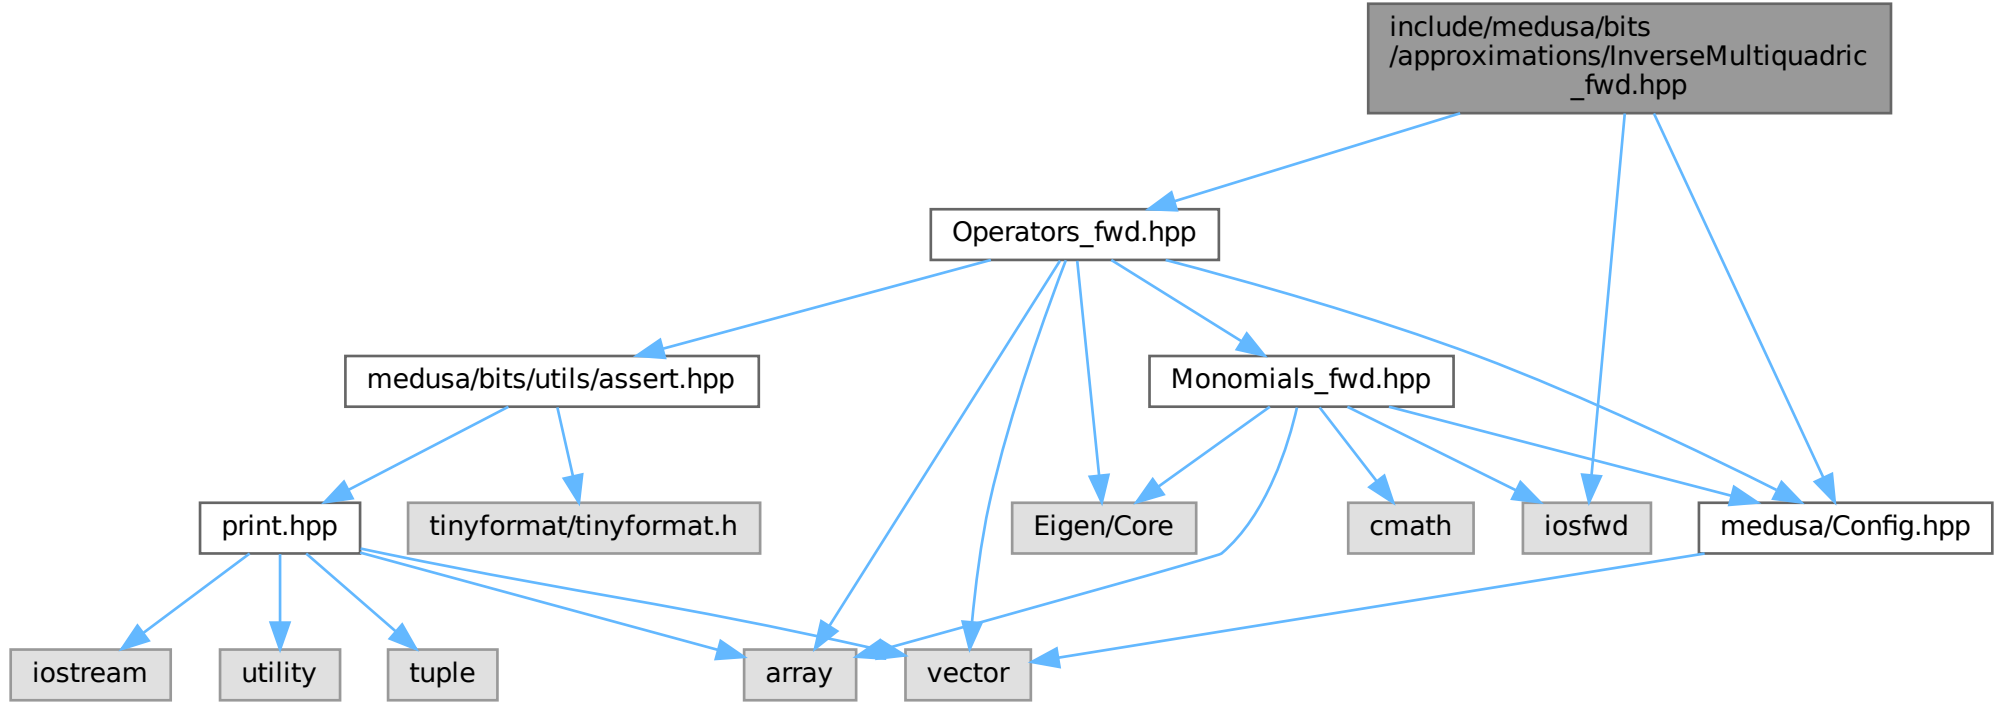 include/medusa/bits
/approximations/InverseMultiquadric
_fwd.hpp
Operators_fwd.hpp
medusa/bits/utils/assert.hpp
Monomials_fwd.hpp
print.hpp
tinyformat/tinyformat.h
Eigen/Core
cmath
iosfwd
medusa/Config.hpp
iostream
utility
tuple
array
vector